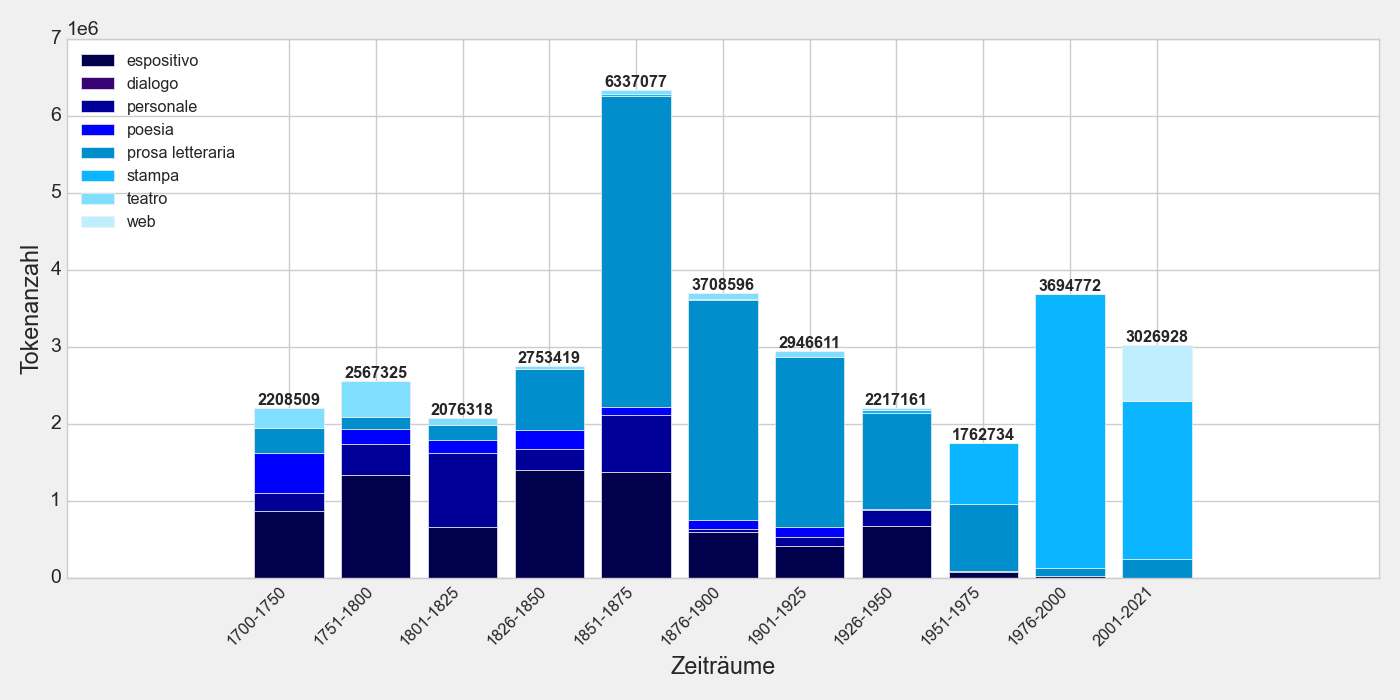 1e6
7
6
5
4
3
2
1
0
Tokenanzahl
espositivo
dialogo
personale
poesia
prosa letteraria
stampa
teatro
web
2208509
2567325
2076318
2753419
6337077
3708596
2946611
2217161
1762734
3694772
3026928
1700-1750
1751-1800
1801-1825
1826-1850
1851-1875
1876-1900
1901-1925
1926-1950
1951-1975
1976-2000
2001-2021
Zeiträume